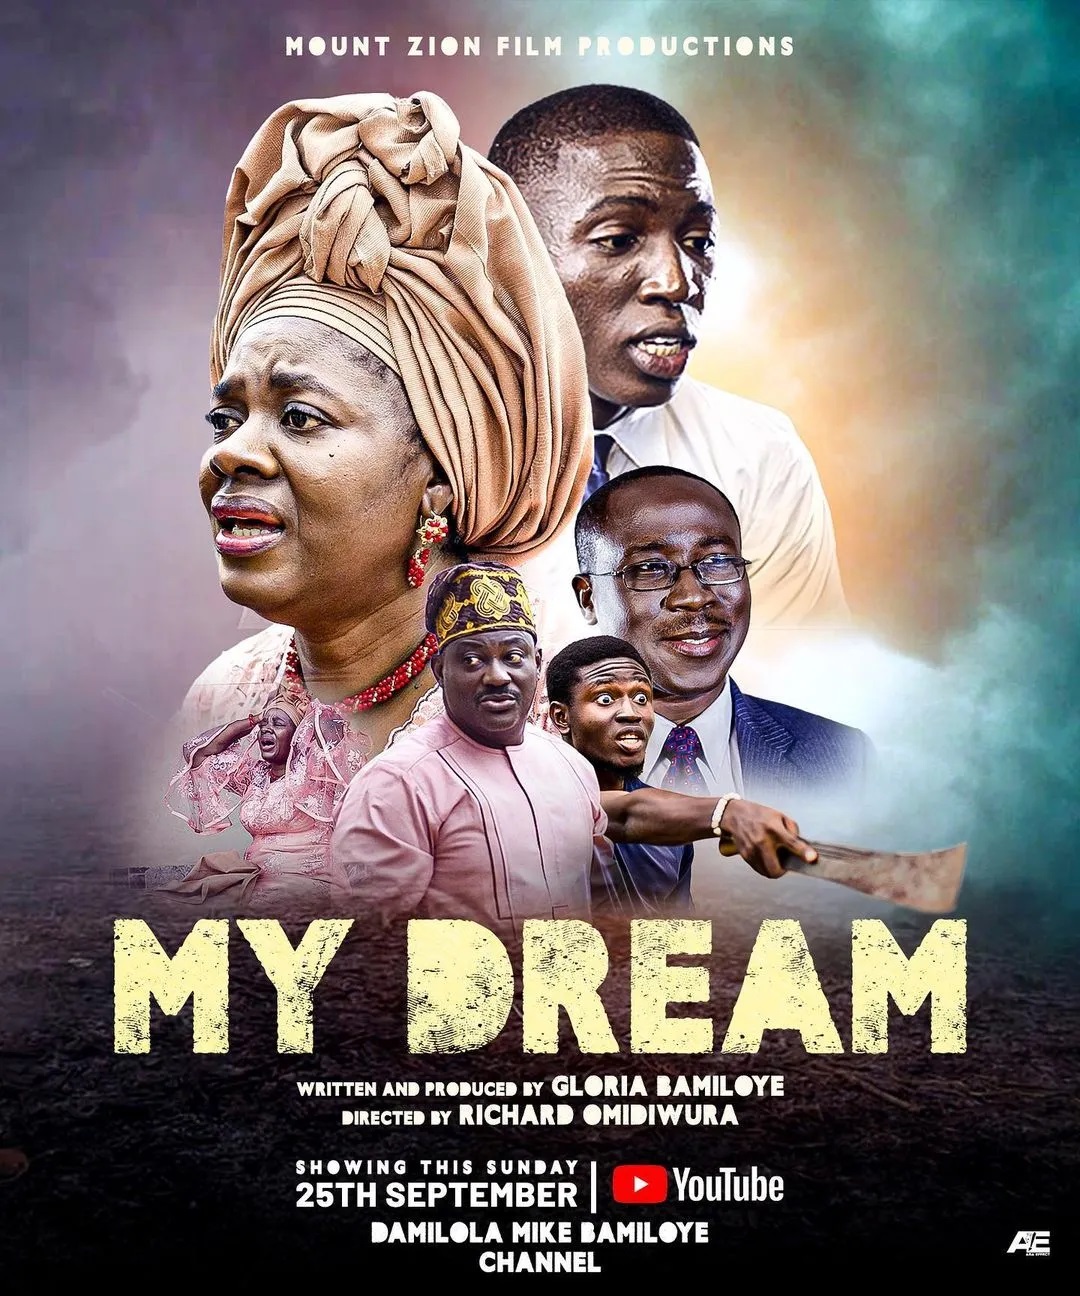 MOUNT ZION FILM PRODUCTIONS
MY DREAM
WRITTEN AND PRODUCED BY GLORIA BAMILOYE
DIRECTED BY RICHARD OMIDIWURA
SHOWING THIS SUNDAY
25TH SEPTEMBER
YouTube
DAMILOLA MIKE BAMILOYE
CHANNEL